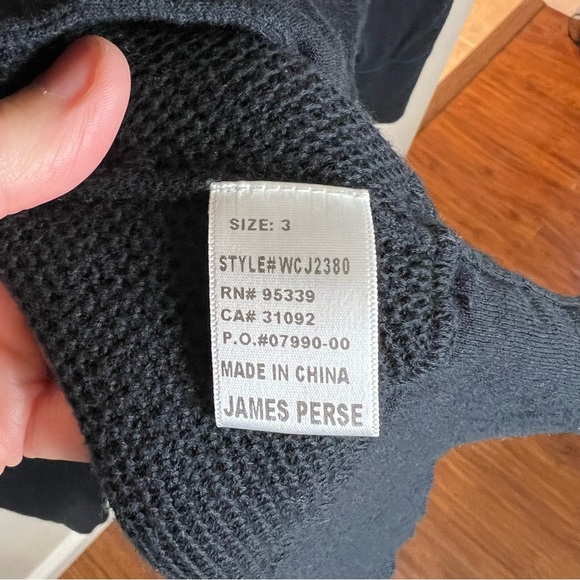 SIZE: 3
STYLE# WCJ2380
RN# 95339
CA# 31092
P.O.#07990-00
MADE IN CHINA
JAMES PERSE